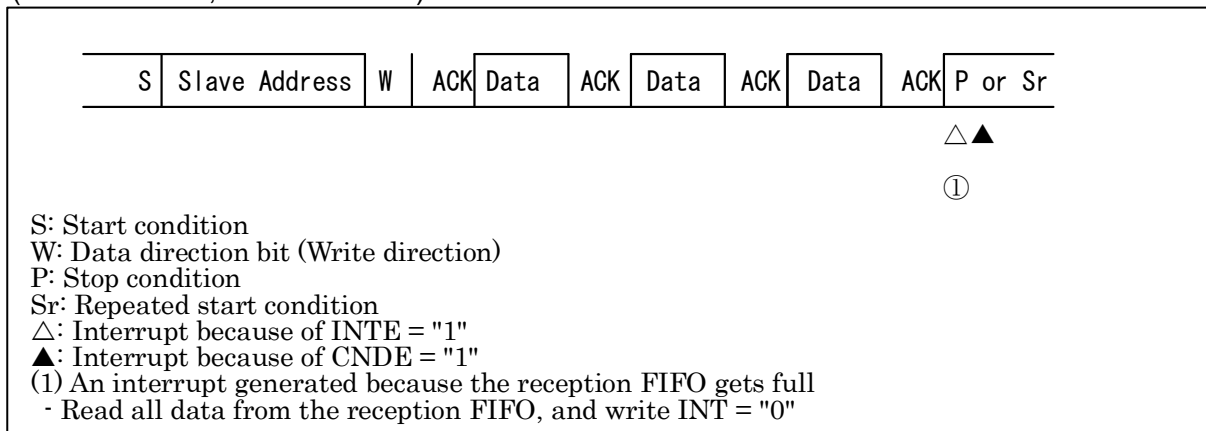 S Slave Address W ACK Data ACK Data ACK Data ACK P or Sr
△▲
①
S: Start condition
W: Data direction bit (Write direction)
P: Stop condition
Sr: Repeated start condition
△: Interrupt because of INTE = "1"
▲: Interrupt because of CNDE = "1"
(1) An interrupt generated because the reception FIFO gets full
- Read all data from the reception FIFO, and write INT = "0"